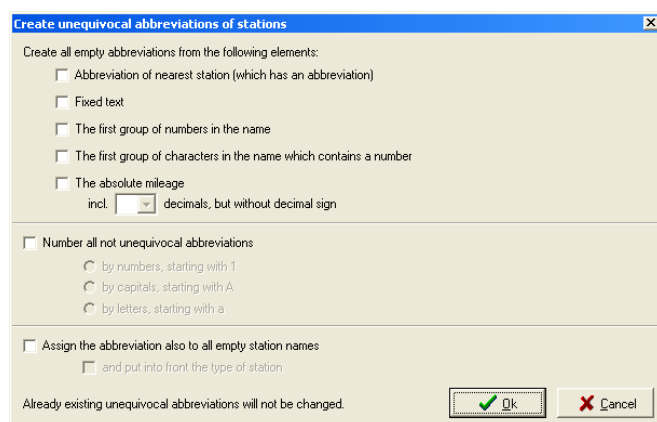 Create unequivocal abbreviations of stations
Create all empty abbreviations from the following elements:
Abbreviation of nearest station (which has an abbreviation)
Fixed text
The first group of numbers in the name
The first group of characters in the name which contains a number
The absolute mileage
incl. decimals, but without decimal sign
Number all not unequivocal abbreviations
by numbers, starting with 1
by capitals, starting with A
by letters, starting with a
Assign the abbreviation also to all empty station names
and put into front the type of station
Already existing unequivocal abbreviations will not be changed. Ok Cancel